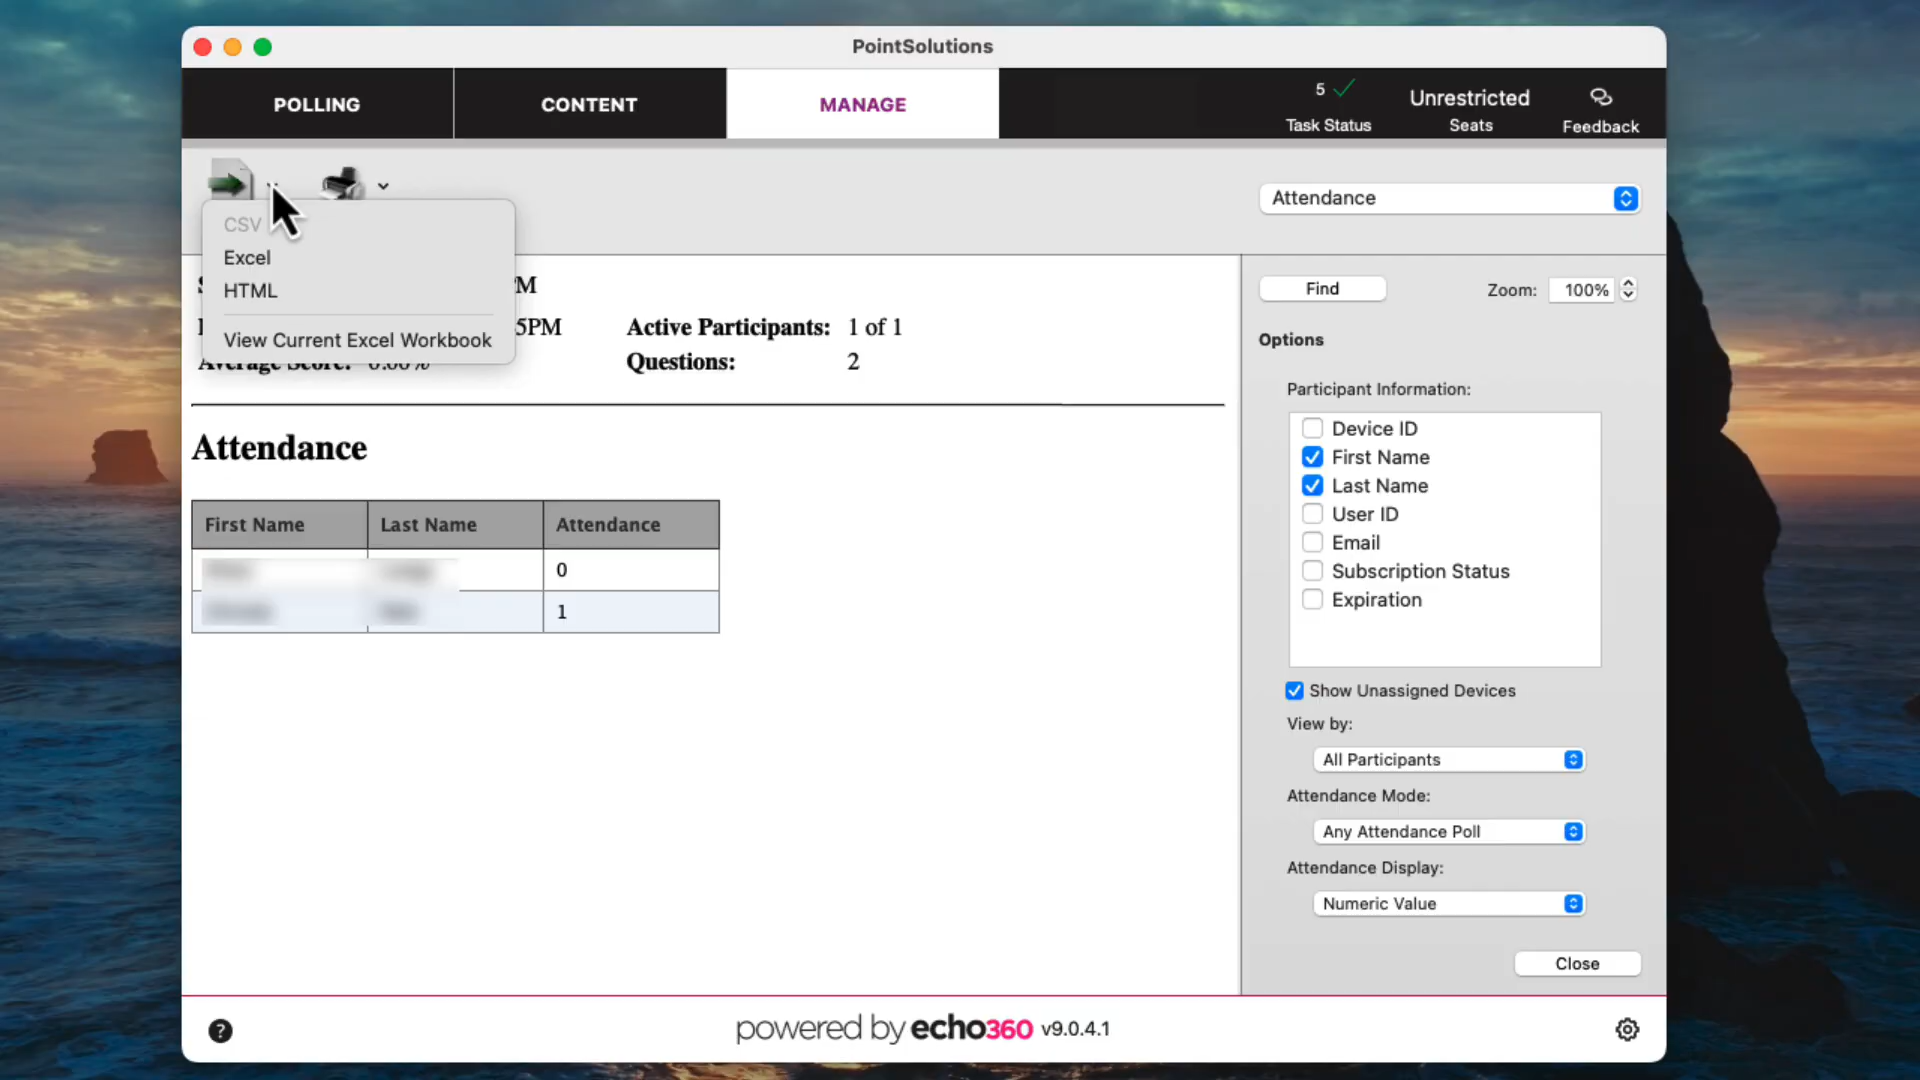 PointSolutions
POLLING
CONTENT
MANAGE
5
Task Status
Unrestricted
Seats
Feedback
CSV
Excel
HTML
View Current Excel Workbook
Attendance
M
5PM
Active Participants: 1 of 1
Average Score: 0.00%
Questions: 2
Attendance
First Name Last Name Attendance
0
1
Find
Zoom: 100%
Options
Participant Information:
Device ID
First Name
Last Name
User ID
Email
Subscription Status
Expiration
Show Unassigned Devices
View by:
All Participants
Attendance Mode:
Any Attendance Poll
Attendance Display:
Numeric Value
Close
?
powered by echo360 v9.0.4.1